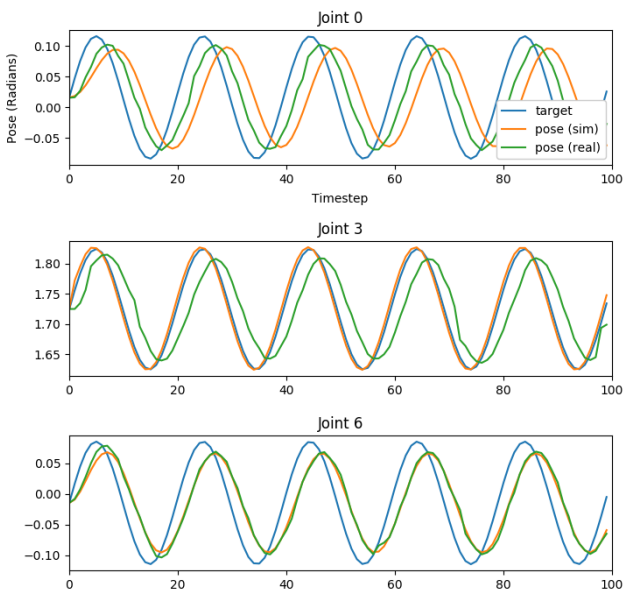 Joint 0
Pose (Radians)
0.10
0.05
0.00
−0.05
target
pose (sim)
pose (real)
0 20 40 60 80 100
Timestep
Joint 3
1.80
1.75
1.70
1.65
0 20 40 60 80 100
Joint 6
0.05
0.00
−0.05
−0.10
0 20 40 60 80 100